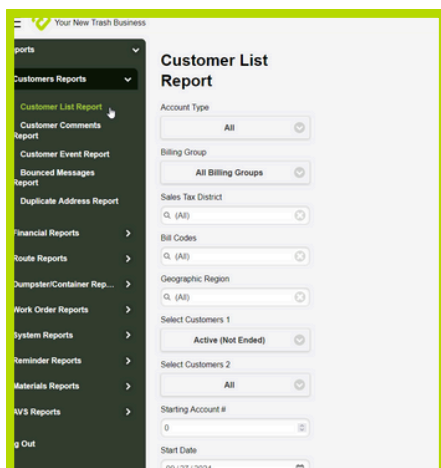 Your New Trash Business
ports
Customers Reports
Customer List Report
Customer Comments
Report
Customer Event Report
Bounced Messages
Report
Duplicate Address Report
Financial Reports
Route Reports
Dumpster/Container Rep...
Work Order Reports
System Reports
Reminder Reports
Materials Reports
AVS Reports
g Out
Customer List
Report
Account Type
All
Billing Group
All Billing Groups
Sales Tax District
(All)
Bill Codes
(All)
Geographic Region
(All)
Select Customers 1
Active (Not Ended)
Select Customers 2
All
Starting Account #
0
Start Date